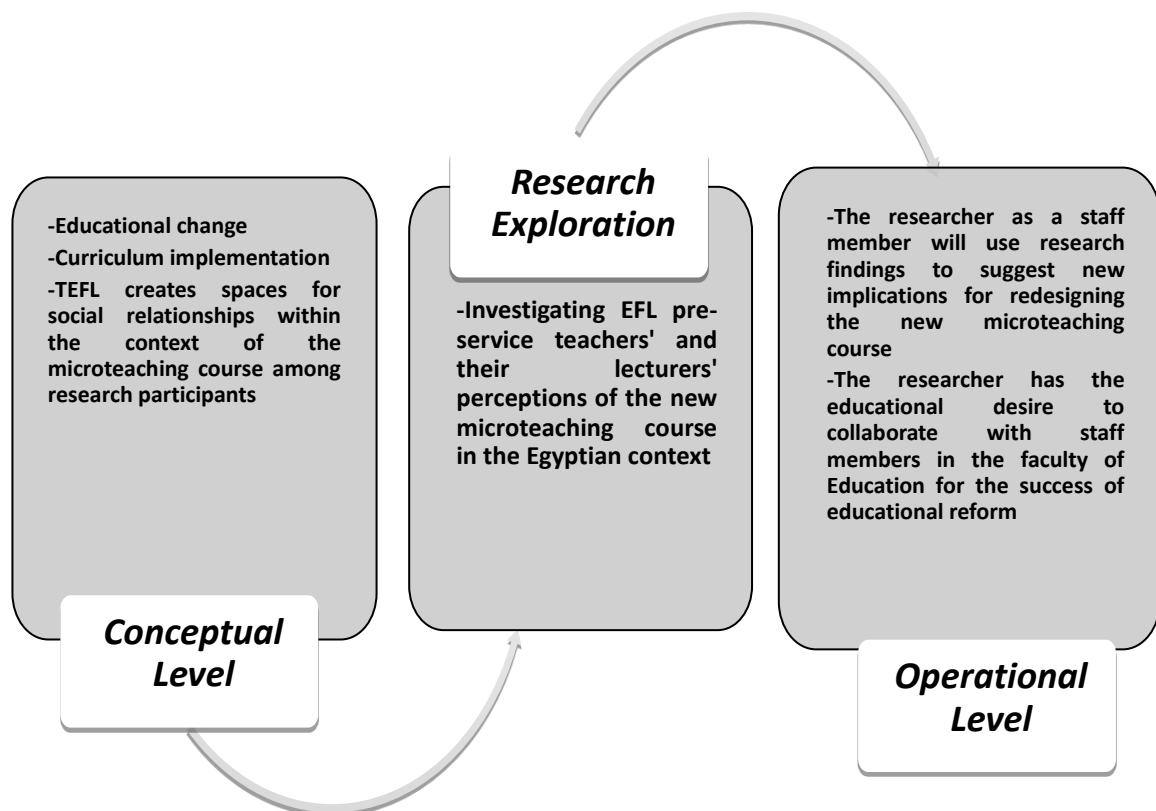 -Educational change
-Curriculum implementation
-TEFL creates spaces for
social relationships within
the context of the
microteaching course among
research participants
Conceptual
Level
Research
Exploration
-Investigating EFL pre-
service teachers' and
their lecturers'
perceptions of the new
microteaching course
in the Egyptian context
-The researcher as a staff
member will use research
findings to suggest new
implications for redesigning
the new microteaching
course
-The researcher has the
educational desire to
collaborate with staff
members in the faculty of
Education for the success of
educational reform
Operational
Level